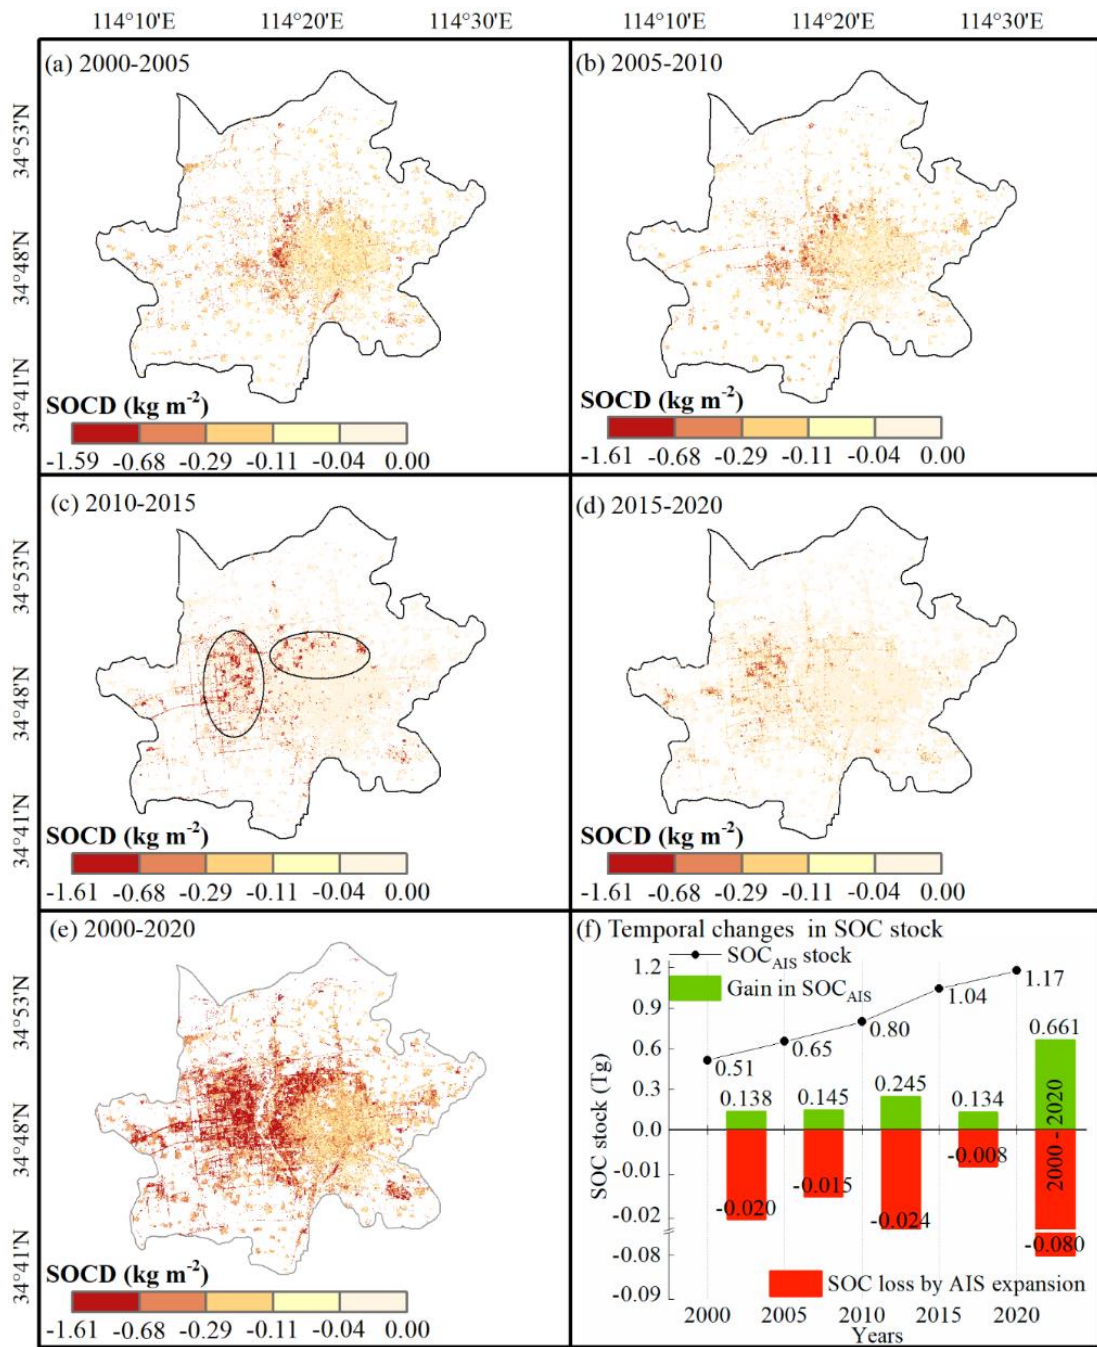 114°10'E 114°20'E 114°30'E 114°10'E 114°20'E 114°30'E
(a) 2000-2005
34°53'N
34°48'N
34°41'N
SOCD (kg m-2)
-1.59 -0.68 -0.29 -0.11 -0.04 0.00
(b) 2005-2010
SOCD (kg m-2)
-1.61 -0.68 -0.29 -0.11 -0.04 0.00
(c) 2010-2015
34°53'N
34°48'N
34°41'N
SOCD (kg m-2)
-1.61 -0.68 -0.29 -0.11 -0.04 0.00
(d) 2015-2020
SOCD (kg m-2)
-1.61 -0.68 -0.29 -0.11 -0.04 0.00
(e) 2000-2020
34°53'N
34°48'N
34°41'N
SOCD (kg m-2)
-1.61 -0.68 -0.29 -0.11 -0.04 0.00
(f) Temporal changes in SOC stock
SOCAIS stock
Gain in SOCAIS
SOC stock (Tg)
1.2
0.9
0.6
0.3
0.0
-0.01
-0.02
-0.08
-0.09
0.51
0.65
0.80
1.04
1.17
0.138
0.145
0.245
0.134
0.661
-0.020
-0.015
-0.024
-0.008
-0.080
2000 - 2020
SOC loss by AIS expansion
2000 2005 2010 2015 2020
Years